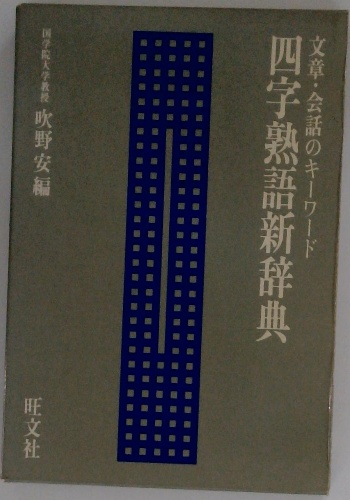 文章・会話のキーワード
四字熟語新辞典
国学院大学教授
吹野安編
旺文社